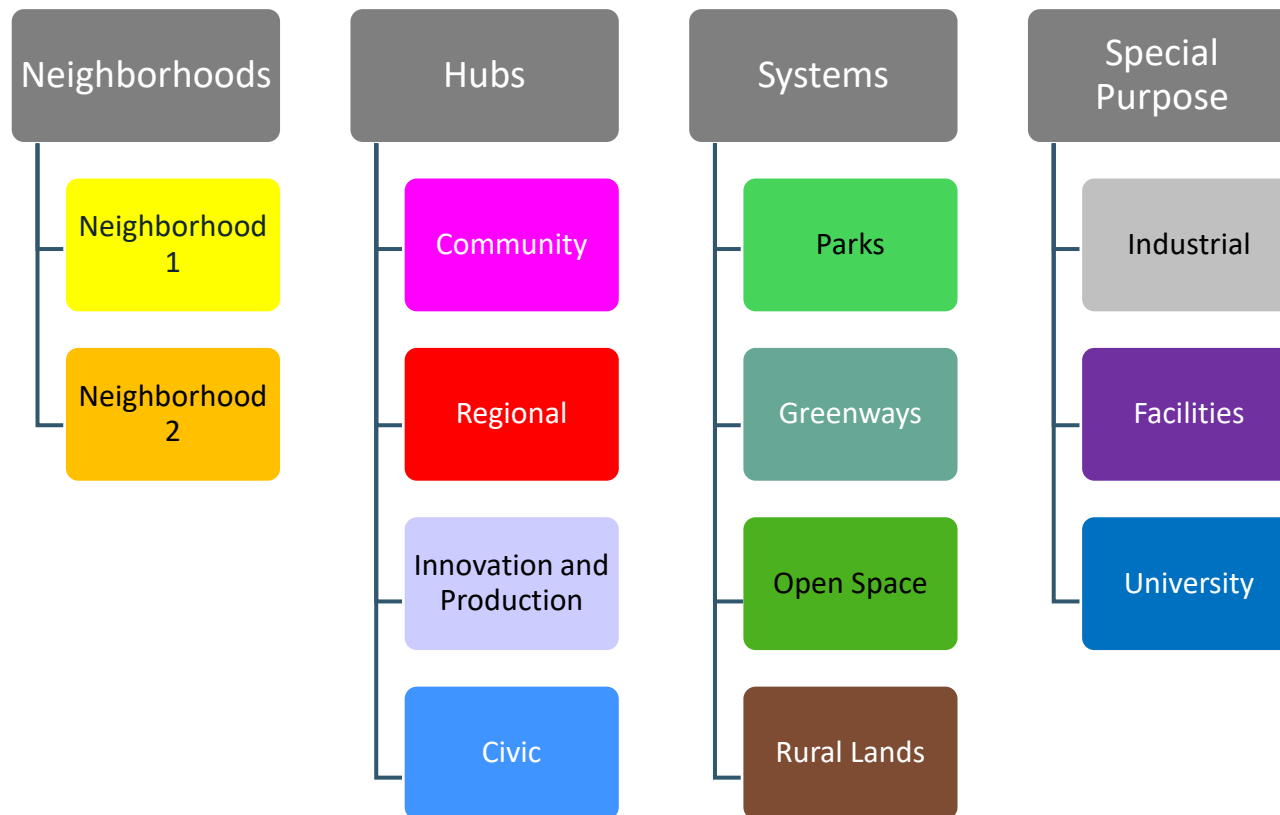 Neighborhoods
Neighborhood
1
Neighborhood
2
Hubs
Community
Regional
Innovation and
Production
Civic
Systems
Parks
Greenways
Open Space
Rural Lands
Special
Purpose
Industrial
Facilities
University